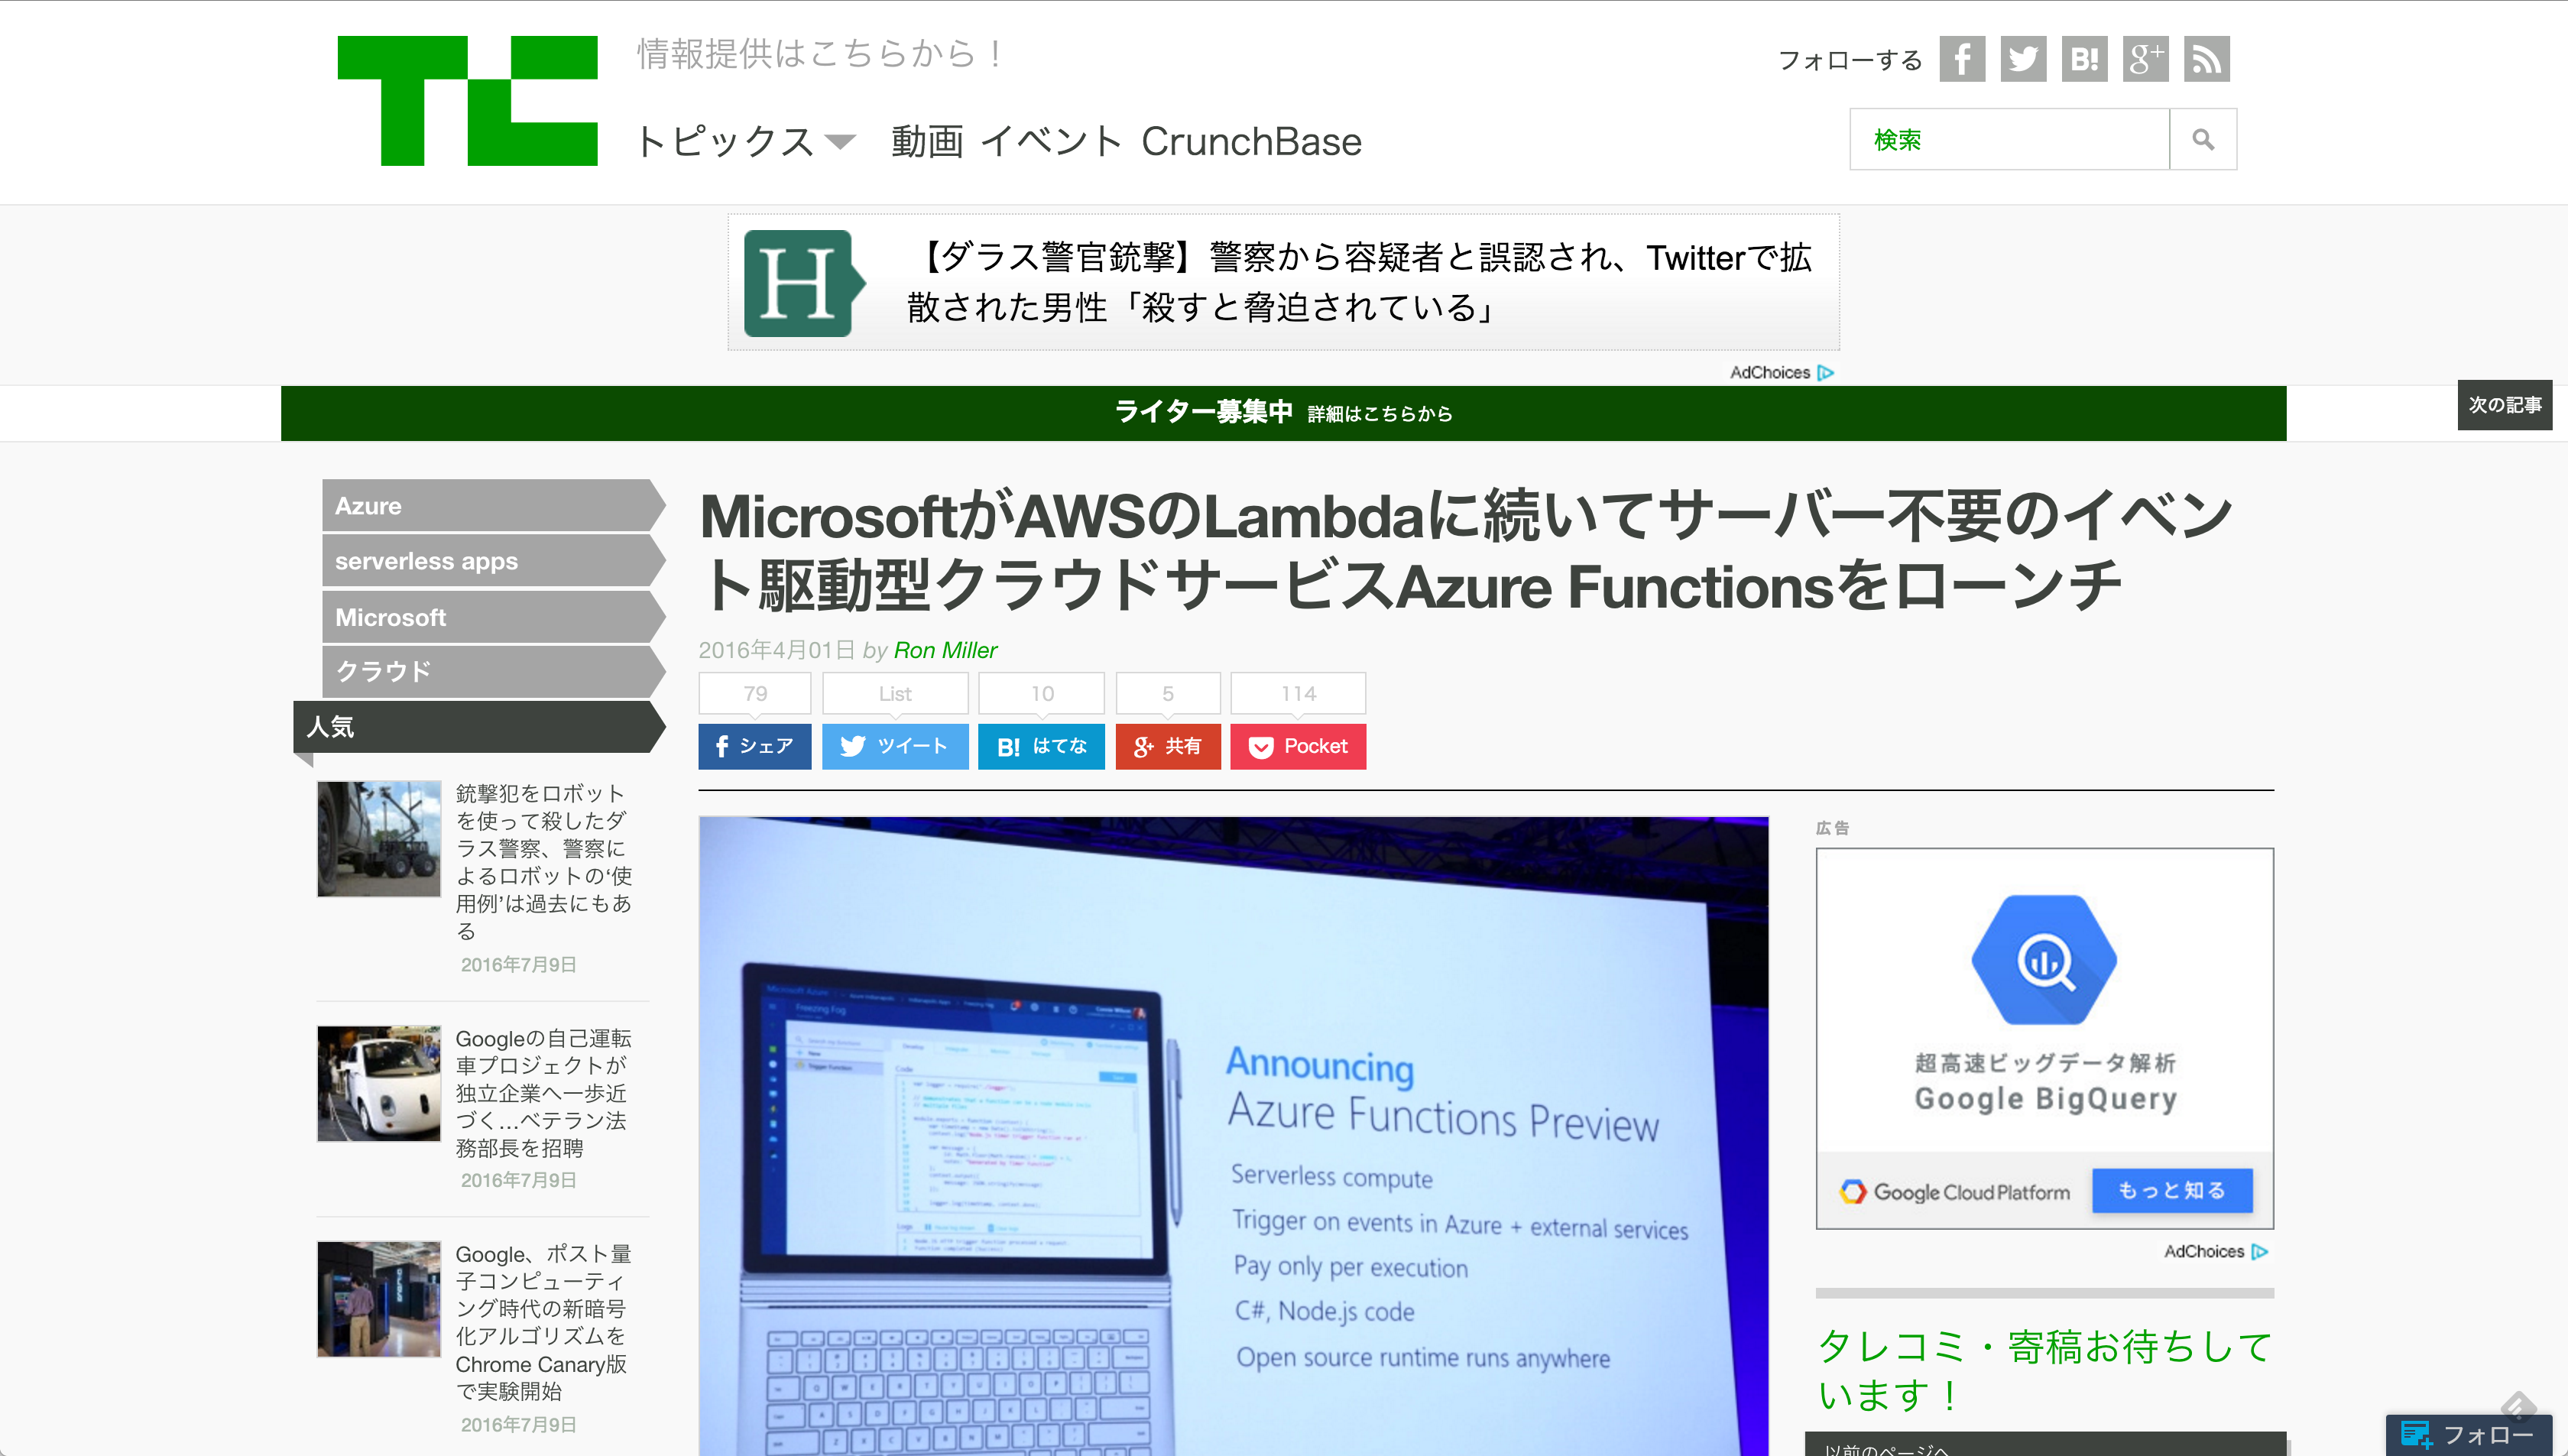 情報提供はこちらから！
フォローする
トピックス 動画 イベント CrunchBase
検索
【ダラス警官銃撃】警察から容疑者と誤認され、Twitterで拡
散された男性「殺すと脅迫されている」
AdChoices
ライター募集中 詳細はこちらから
次の記事
Azure
serverless apps
Microsoft
クラウド
人気
銃撃犯をロボット
を使って殺したダ
ラス警察、警察に
よるロボットの‘使
用例’は過去にもあ
る
2016年7月9日
Googleの自己運転
車プロジェクトが
独立企業へ一歩近
づく…ベテラン法
務部長を招聘
2016年7月9日
Google、ポスト量
子コンピューティ
ング時代の新暗号
化アルゴリズムを
Chrome Canary版
で実験開始
2016年7月9日
MicrosoftがAWSのLambdaに続いてサーバー不要のイベン
ト駆動型クラウドサービスAzure Functionsをローンチ
2016年4月01日 by Ron Miller
79 List 10 5 114
シェア ツイート B! はてな g+ 共有 Pocket
Announcing
Azure Functions Preview
Serverless compute
Trigger on events in Azure + external services
Pay only per execution
C#, Node.js code
Open source runtime runs anywhere
広告
超高速ビッグデータ解析
Google BigQuery
Google Cloud Platform もっと知る
AdChoices
タレコミ・寄稿お待ちして
います！
以前のページへ
フォロー